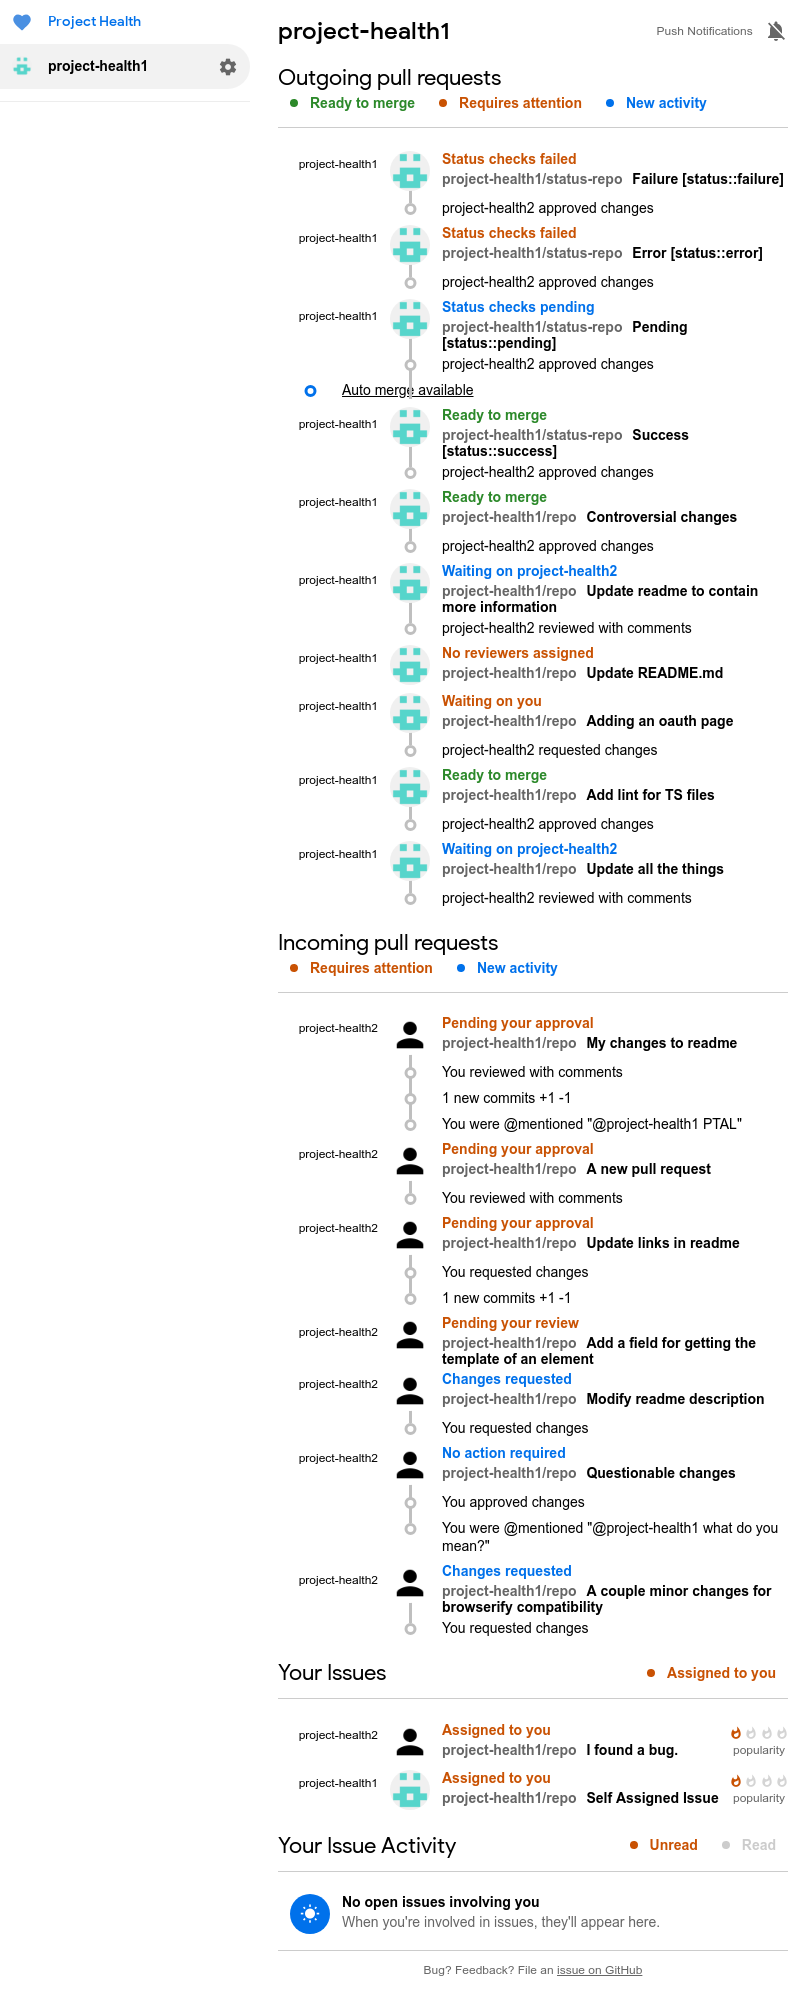 Project Health
project-health1
project-health1
Push Notifications
Outgoing pull requests
Ready to merge
Requires attention
New activity
project-health1
Status checks failed
project-health1/status-repo Failure [status::failure]
project-health2 approved changes
project-health1
Status checks failed
project-health1/status-repo Error [status::error]
project-health2 approved changes
project-health1
Status checks pending
project-health1/status-repo Pending
[status::pending]
project-health2 approved changes
Auto merge available
project-health1
Ready to merge
project-health1/status-repo Success
[status::success]
project-health2 approved changes
project-health1
Ready to merge
project-health1/repo Controversial changes
project-health2 approved changes
project-health1
Waiting on project-health2
project-health1/repo Update readme to contain
more information
project-health2 reviewed with comments
project-health1
No reviewers assigned
project-health1/repo Update README.md
project-health1
Waiting on you
project-health1/repo Adding an oauth page
project-health2 requested changes
project-health1
Ready to merge
project-health1/repo Add lint for TS files
project-health2 approved changes
project-health1
Waiting on project-health2
project-health1/repo Update all the things
project-health2 reviewed with comments
Incoming pull requests
Requires attention
New activity
project-health2
Pending your approval
project-health1/repo My changes to readme
You reviewed with comments
1 new commits +1 -1
You were @mentioned "@project-health1 PTAL"
project-health2
Pending your approval
project-health1/repo A new pull request
You reviewed with comments
project-health2
Pending your approval
project-health1/repo Update links in readme
You requested changes
1 new commits +1 -1
project-health2
Pending your review
project-health1/repo Add a field for getting the
template of an element
project-health2
Changes requested
project-health1/repo Modify readme description
You requested changes
project-health2
No action required
project-health1/repo Questionable changes
You approved changes
You were @mentioned "@project-health1 what do you
mean?"
project-health2
Changes requested
project-health1/repo A couple minor changes for
browserify compatibility
You requested changes
Your Issues
Assigned to you
project-health2
Assigned to you
project-health1/repo I found a bug.
popularity
project-health1
Assigned to you
project-health1/repo Self Assigned Issue
popularity
Your Issue Activity
Unread
Read
No open issues involving you
When you're involved in issues, they'll appear here.
Bug? Feedback? File an issue on GitHub